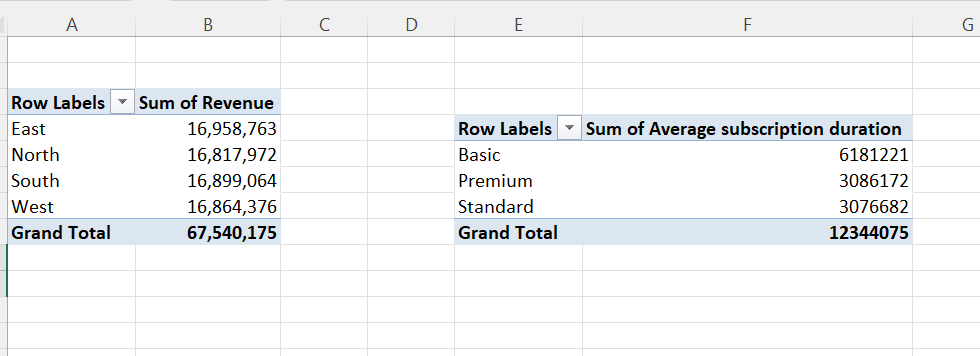 A B C D E F G
Row Labels Sum of Revenue
East 16,958,763
North 16,817,972
South 16,899,064
West 16,864,376
Grand Total 67,540,175
Row Labels Sum of Average subscription duration
Basic 6181221
Premium 3086172
Standard 3076682
Grand Total 12344075